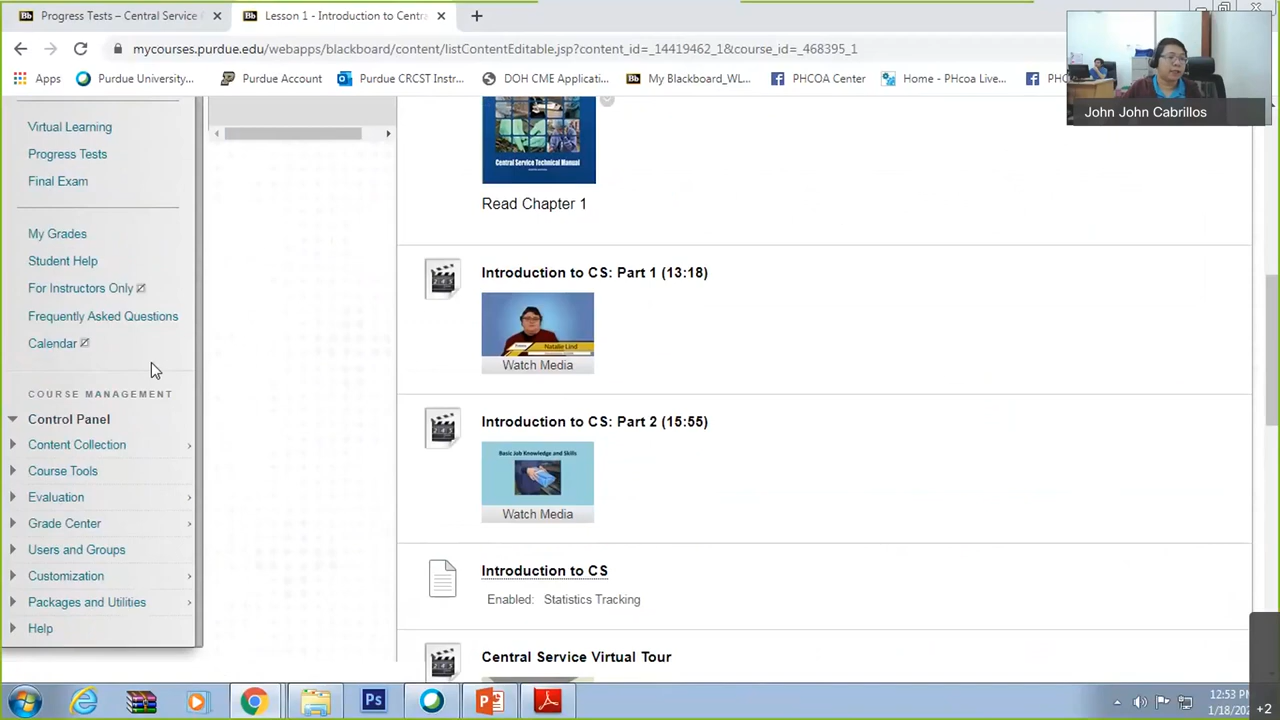 Progress Tests – Central Service
Lesson 1 - Introduction to Centra
mycourses.purdue.edu/webapps/blackboard/content/listContentEditable.jsp?content_id=_14419462_1&course_id=_468395_1
Apps
Purdue University...
Purdue Account
Purdue CRCST Instr...
DOH CME Applicati...
My Blackboard_WL...
PHCOA Center
Home - PHcoa Live...
John John Cabrillos
Virtual Learning
Progress Tests
Final Exam
My Grades
Student Help
For Instructors Only
Frequently Asked Questions
Calendar
COURSE MANAGEMENT
Control Panel
Content Collection
Course Tools
Evaluation
Grade Center
Users and Groups
Customization
Packages and Utilities
Help
Central Service Technical Manual
Read Chapter 1
Introduction to CS: Part 1 (13:18)
Natalie Lind
Watch Media
Introduction to CS: Part 2 (15:55)
Basic Job Knowledge and Skills
Watch Media
Introduction to CS
Enabled: Statistics Tracking
Central Service Virtual Tour
Ps
12:53 PM
+2